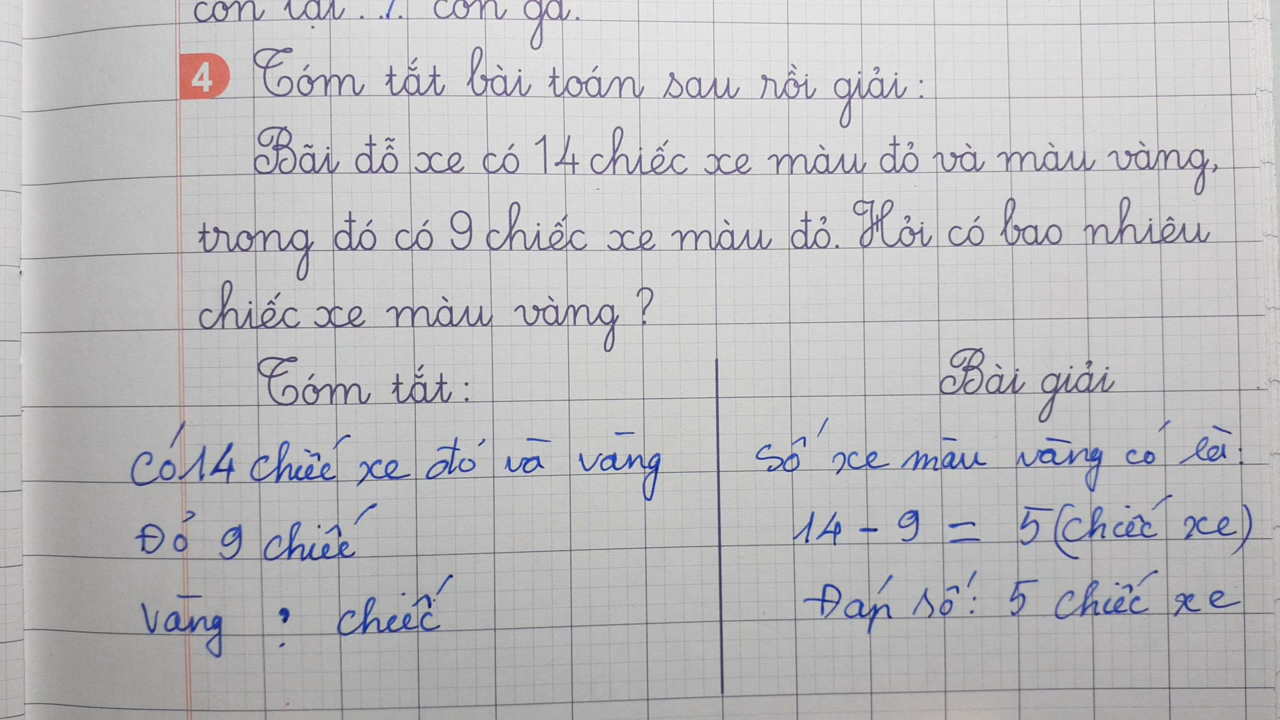 còn lại ... con gà.
4 Tóm tắt bài toán sau rồi giải:
Bãi đỗ xe có 14 chiếc xe màu đỏ và màu vàng,
trong đó có 9 chiếc xe màu đỏ. Hỏi có bao nhiêu
chiếc xe màu vàng?
Tóm tắt:
Có 14 chiếc xe đỏ và vàng
Đỏ 9 chiếc
Vàng ? chiếc
Bài giải
Số xe màu vàng có là:
14 - 9 = 5 (chiếc xe)
Đáp số: 5 chiếc xe